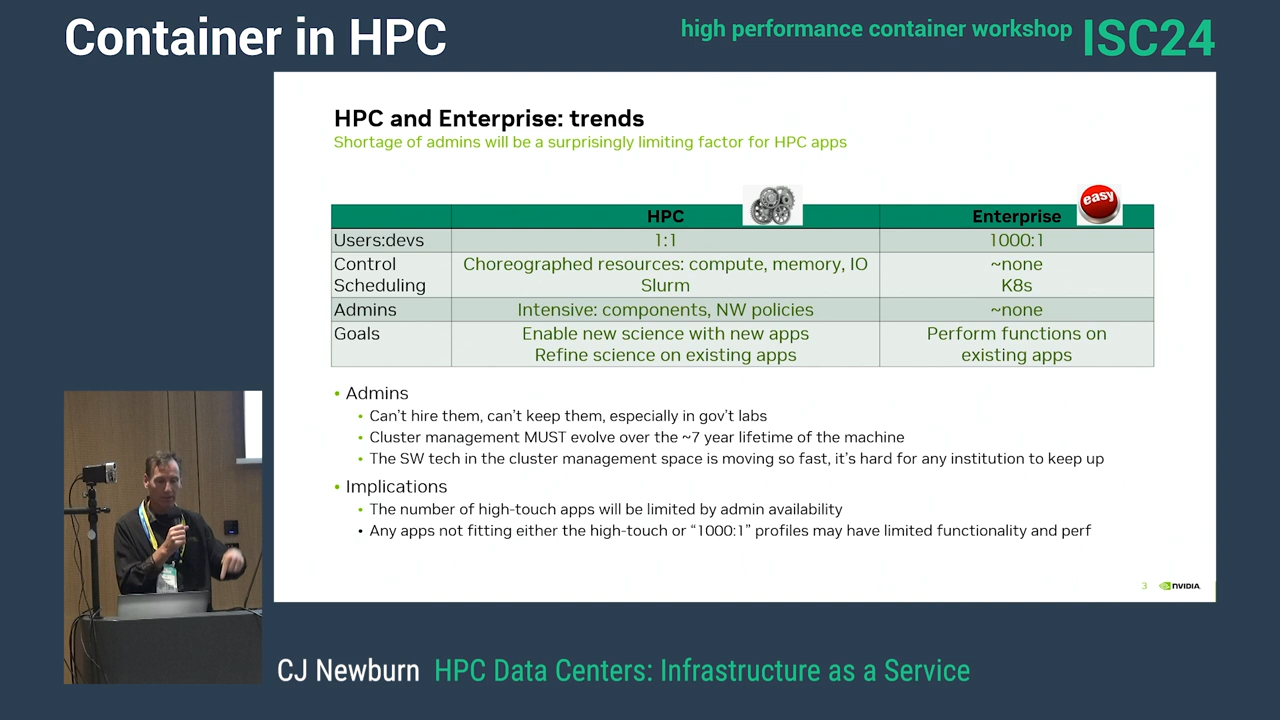 Container in HPC
high performance container workshop ISC24
HPC and Enterprise: trends
Shortage of admins will be a surprisingly limiting factor for HPC apps
HPC
easy
Enterprise
Users:devs 1:1 1000:1
Control Choreographed resources: compute, memory, IO ~none
Scheduling Slurm K8s
Admins Intensive: components, NW policies ~none
Goals Enable new science with new apps Perform functions on
Refine science on existing apps existing apps
• Admins
• Can't hire them, can't keep them, especially in gov't labs
• Cluster management MUST evolve over the ~7 year lifetime of the machine
• The SW tech in the cluster management space is moving so fast, it's hard for any institution to keep up
• Implications
• The number of high-touch apps will be limited by admin availability
• Any apps not fitting either the high-touch or "1000:1" profiles may have limited functionality and perf
3 NVIDIA.
CJ Newburn HPC Data Centers: Infrastructure as a Service